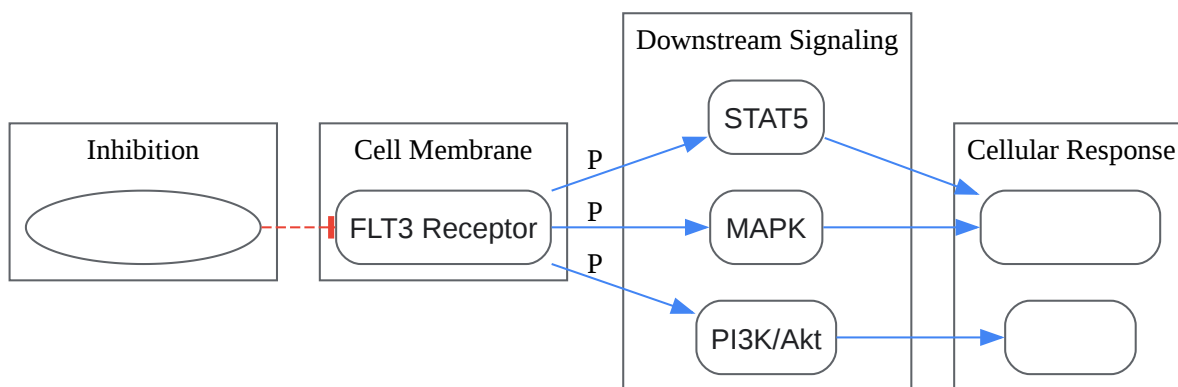 Downstream Signaling
Inhibition
Cell Membrane
Cellular Response
STAT5
P
FLT3 Receptor
P
MAPK
P
PI3K/Akt